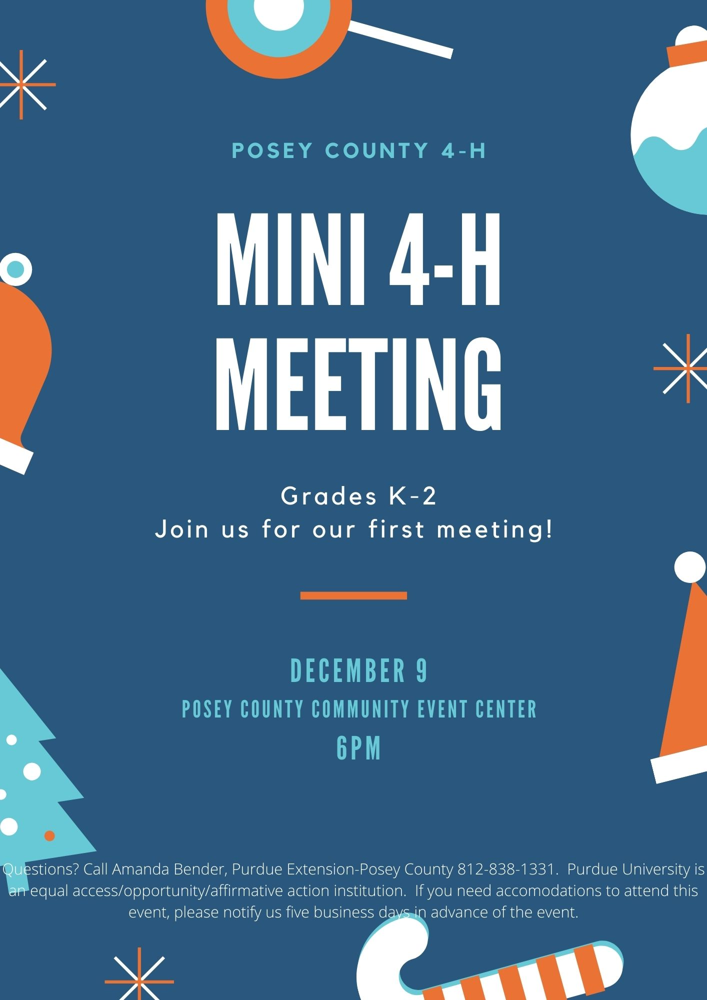 POSEY COUNTY 4-H
MINI 4-H
MEETING
Grades K-2
Join us for our first meeting!
DECEMBER 9
POSEY COUNTY COMMUNITY EVENT CENTER
6PM
Questions? Call Amanda Bender, Purdue Extension-Posey County 812-838-1331.  Purdue University is
an equal access/opportunity/affirmative action institution.  If you need accomodations to attend this
event, please notify us five business days in advance of the event.